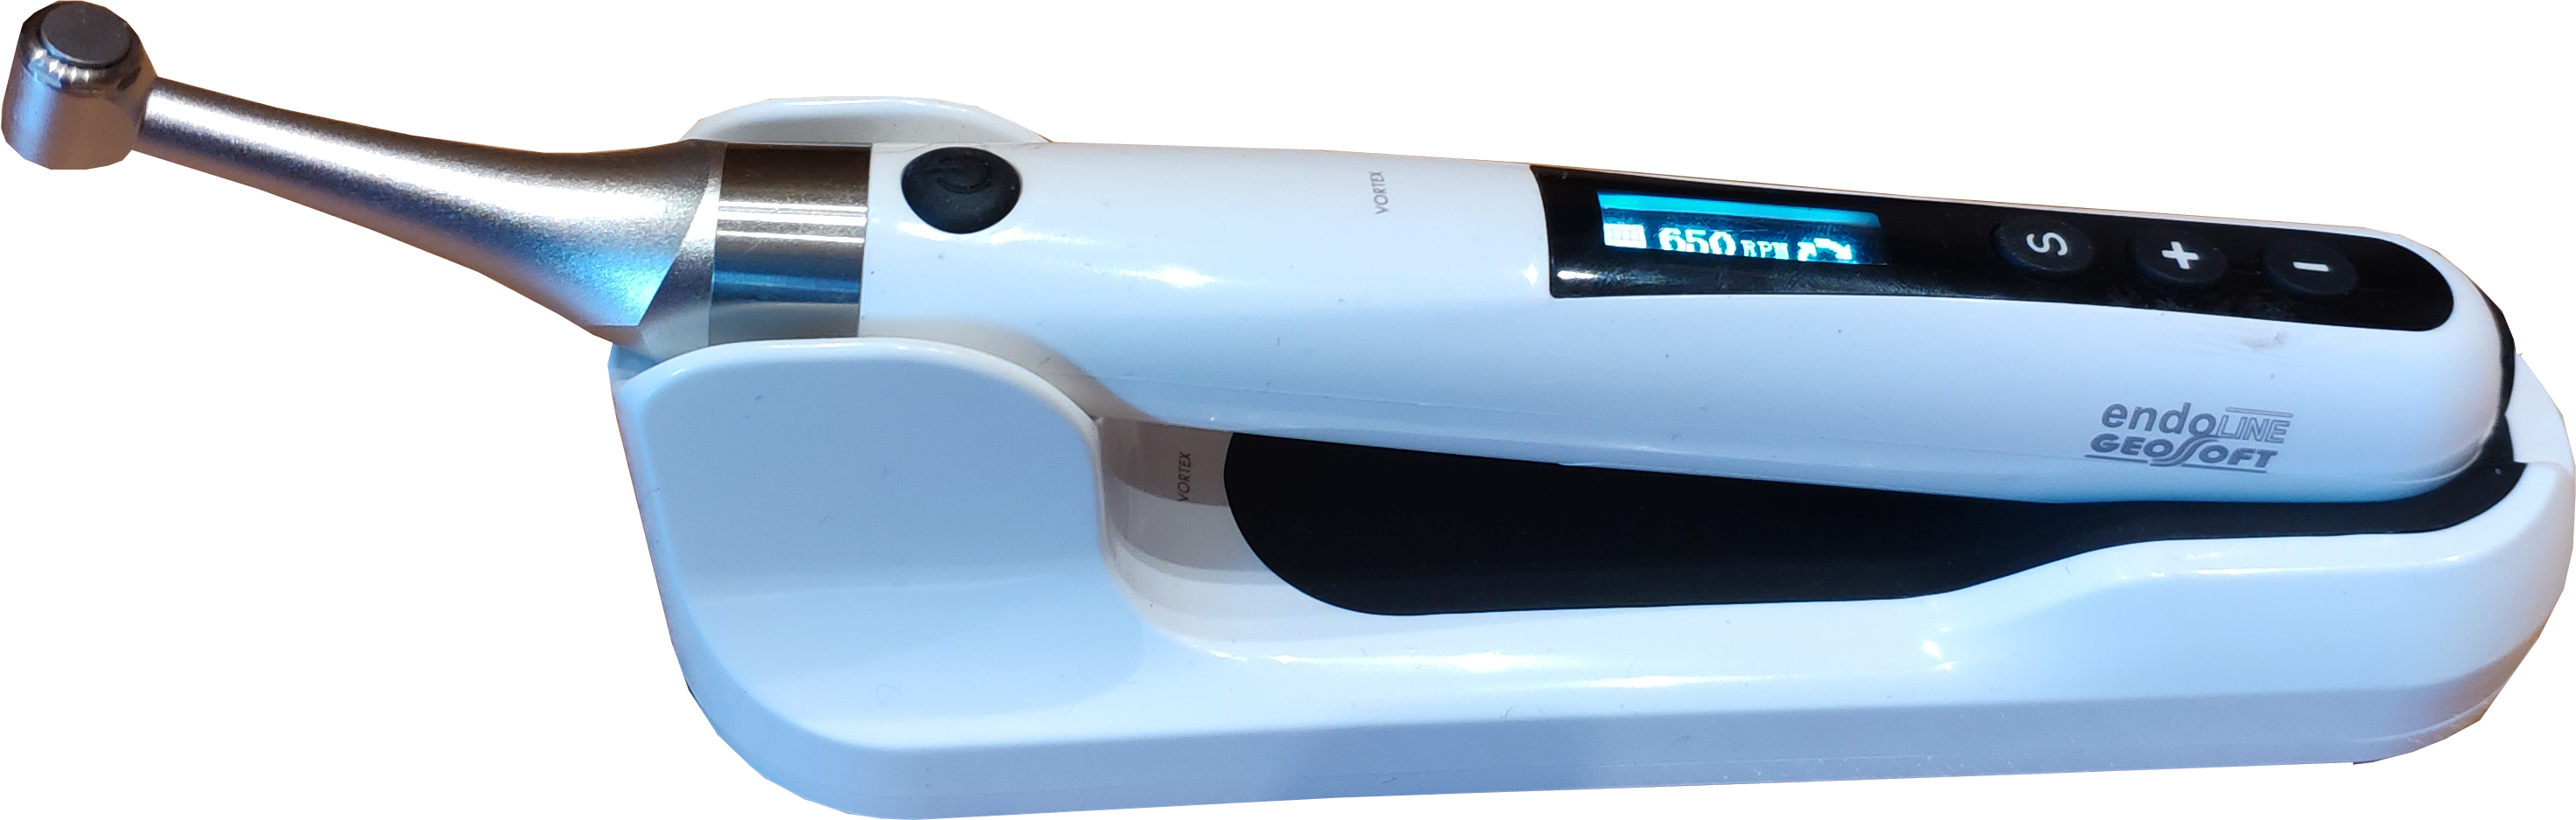 VORTEX
650 RPM
S + -
endoLINE
GEOSOFT
VORTEX